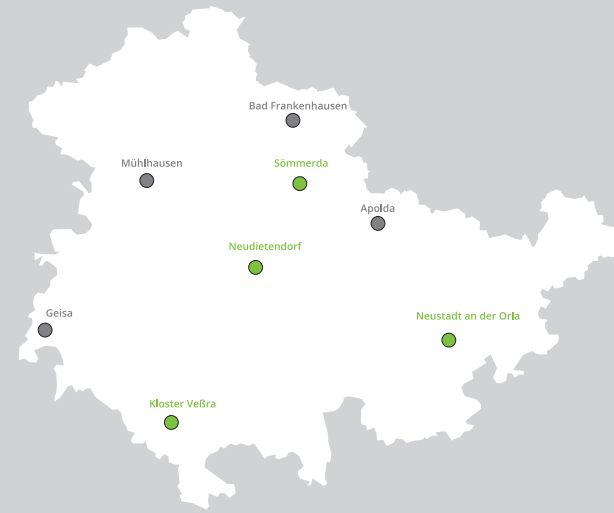 Bad Frankenhausen
Mühlhausen
Sömmerda
Apolda
Neudietendorf
Geisa
Neustadt an der Orla
Kloster Veßra